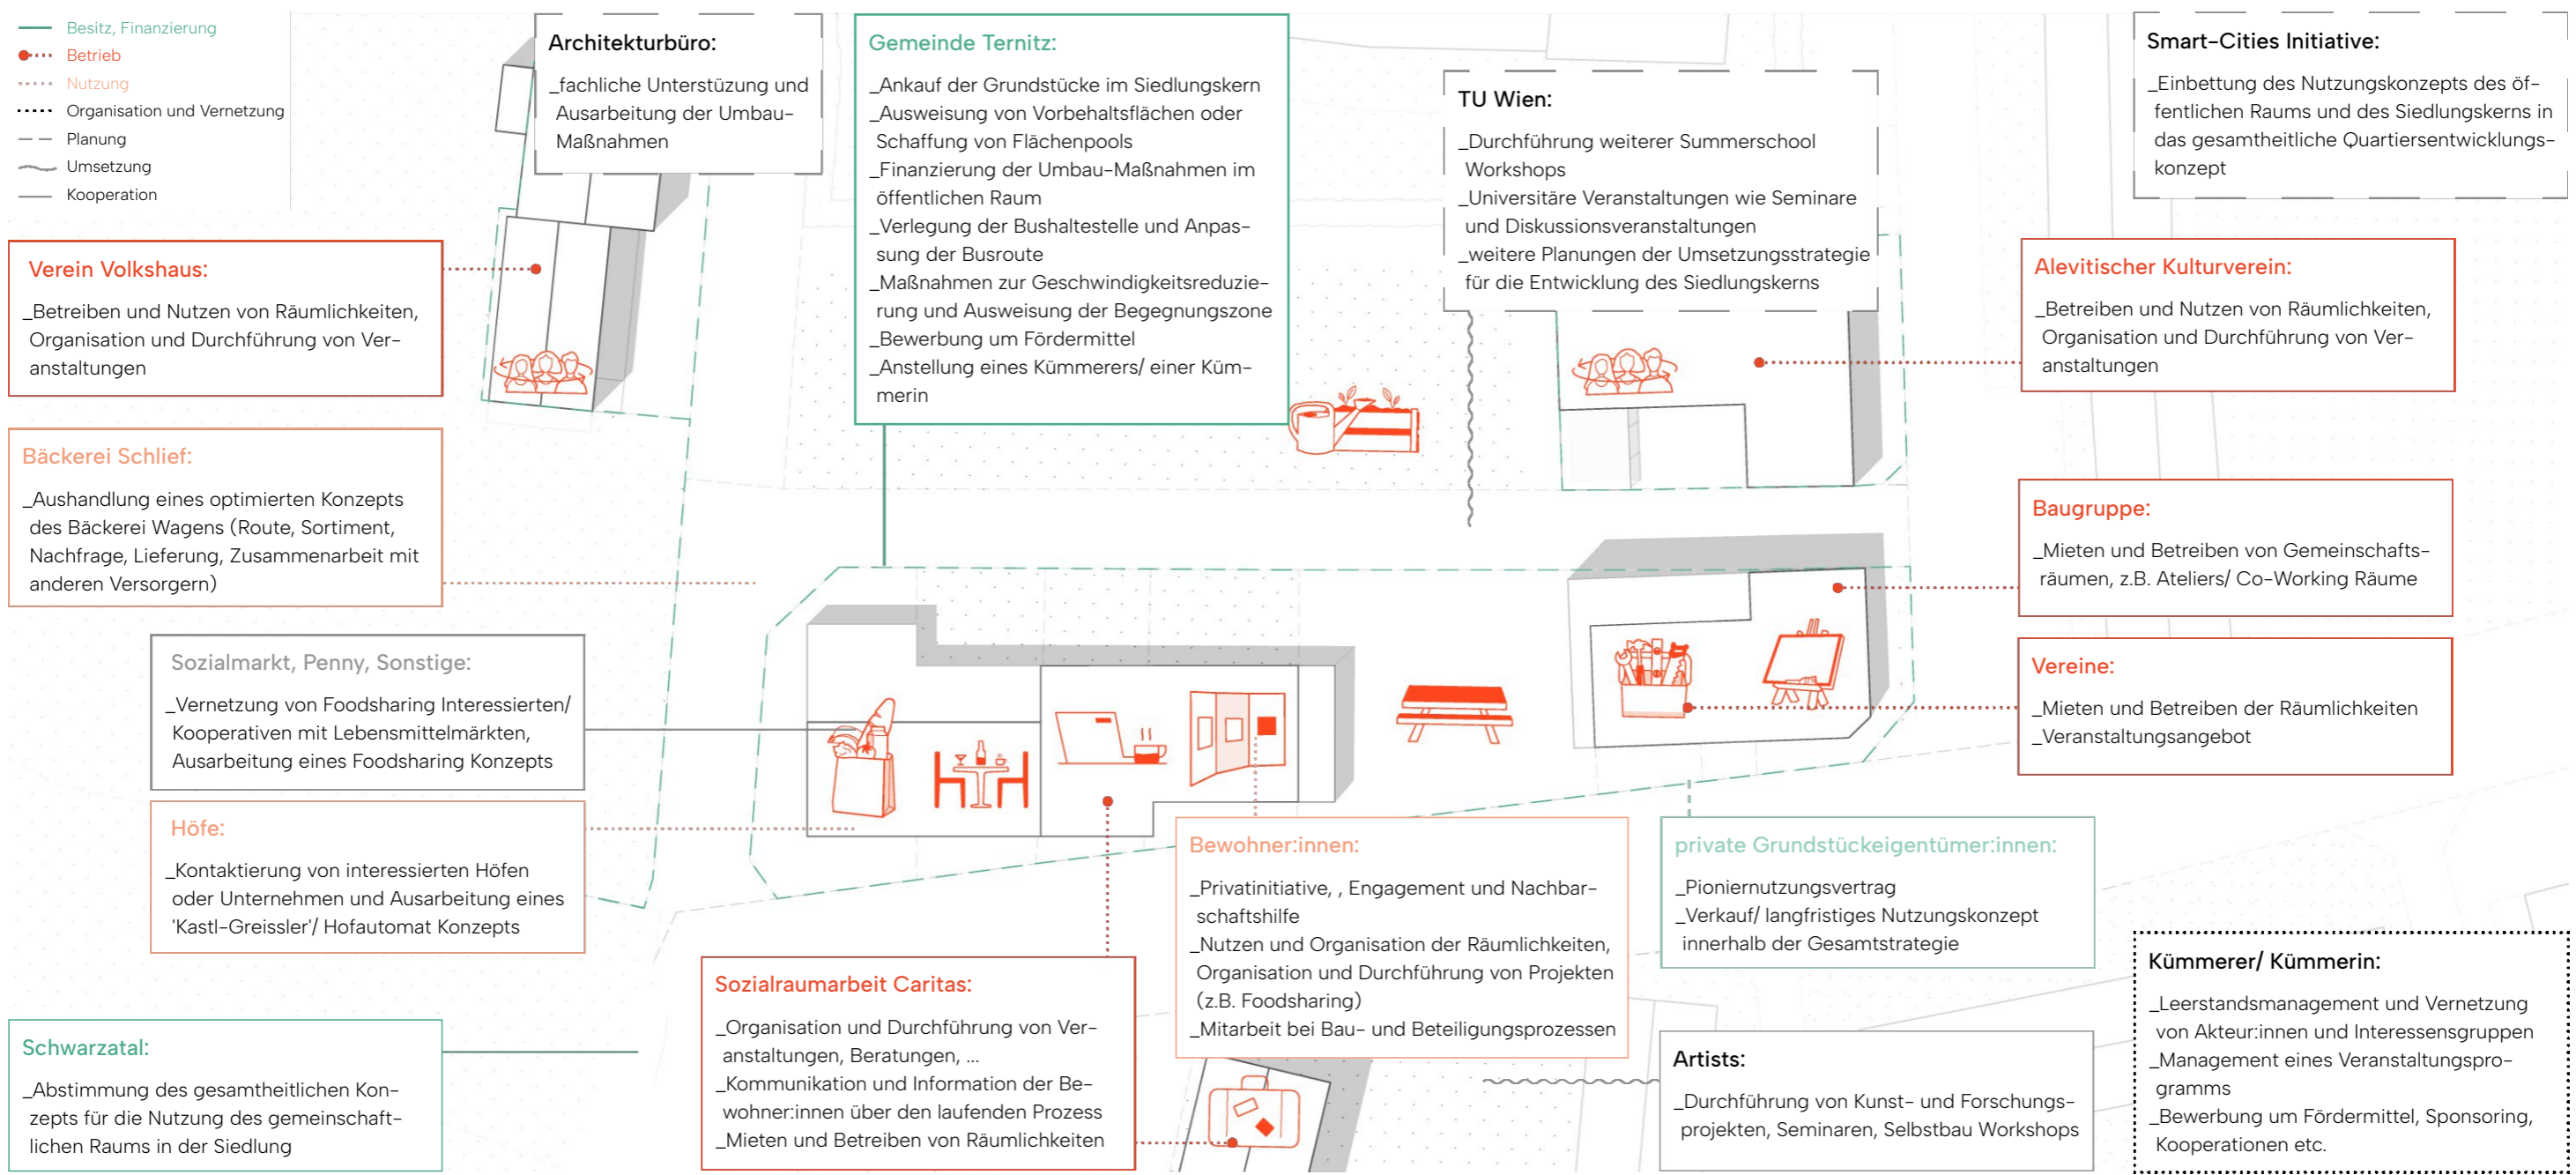 Besitz, Finanzierung
Betrieb
Nutzung
Organisation und Vernetzung
Planung
Umsetzung
Kooperation
Architekturbüro:
_fachliche Unterstüzung und
Ausarbeitung der Umbau-
Maßnahmen
Gemeinde Ternitz:
_Ankauf der Grundstücke im Siedlungskern
_Ausweisung von Vorbehaltsflächen oder
Schaffung von Flächenpools
_Finanzierung der Umbau-Maßnahmen im
öffentlichen Raum
_Verlegung der Bushaltestelle und Anpas-
sung der Busroute
_Maßnahmen zur Geschwindigkeitsreduzie-
rung und Ausweisung der Begegnungszone
_Bewerbung um Fördermittel
_Anstellung eines Kümmerers/ einer Küm-
merin
TU Wien:
_Durchführung weiterer Summerschool
Workshops
_Universitäre Veranstaltungen wie Seminare
und Diskussionsveranstaltungen
_weitere Planungen der Umsetzungsstrategie
für die Entwicklung des Siedlungskerns
Smart-Cities Initiative:
_Einbettung des Nutzungskonzepts des öf-
fentlichen Raums und des Siedlungskerns in
das gesamtheitliche Quartiersentwicklungs-
konzept
Verein Volkshaus:
_Betreiben und Nutzen von Räumlichkeiten,
Organisation und Durchführung von Ver-
anstaltungen
Alevitischer Kulturverein:
_Betreiben und Nutzen von Räumlichkeiten,
Organisation und Durchführung von Ver-
anstaltungen
Bäckerei Schlief:
_Aushandlung eines optimierten Konzepts
des Bäckerei Wagens (Route, Sortiment,
Nachfrage, Lieferung, Zusammenarbeit mit
anderen Versorgern)
Baugruppe:
_Mieten und Betreiben von Gemeinschafts-
räumen, z.B. Ateliers/ Co-Working Räume
Sozialmarkt, Penny, Sonstige:
_Vernetzung von Foodsharing Interessierten/
Kooperativen mit Lebensmittelmärkten,
Ausarbeitung eines Foodsharing Konzepts
Vereine:
_Mieten und Betreiben der Räumlichkeiten
_Veranstaltungsangebot
Höfe:
_Kontaktierung von interessierten Höfen
oder Unternehmen und Ausarbeitung eines
'Kastl-Greissler'/ Hofautomat Konzepts
Bewohner:innen:
_Privatinitiative, , Engagement und Nachbar-
schaftshilfe
_Nutzen und Organisation der Räumlichkeiten,
Organisation und Durchführung von Projekten
(z.B. Foodsharing)
_Mitarbeit bei Bau- und Beteiligungsprozessen
private Grundstückeigentümer:innen:
_Pioniernutzungsvertrag
_Verkauf/ langfristiges Nutzungskonzept
innerhalb der Gesamtstrategie
Schwarzatal:
_Abstimmung des gesamtheitlichen Kon-
zepts für die Nutzung des gemeinschaft-
lichen Raums in der Siedlung
Sozialraumarbeit Caritas:
_Organisation und Durchführung von Ver-
anstaltungen, Beratungen, ...
_Kommunikation und Information der Be-
wohner:innen über den laufenden Prozess
_Mieten und Betreiben von Räumlichkeiten
Artists:
_Durchführung von Kunst- und Forschungs-
projekten, Seminaren, Selbstbau Workshops
Kümmerer/ Kümmerin:
_Leerstandsmanagement und Vernetzung
von Akteur:innen und Interessensgruppen
_Management eines Veranstaltungspro-
gramms
_Bewerbung um Fördermittel, Sponsoring,
Kooperationen etc.